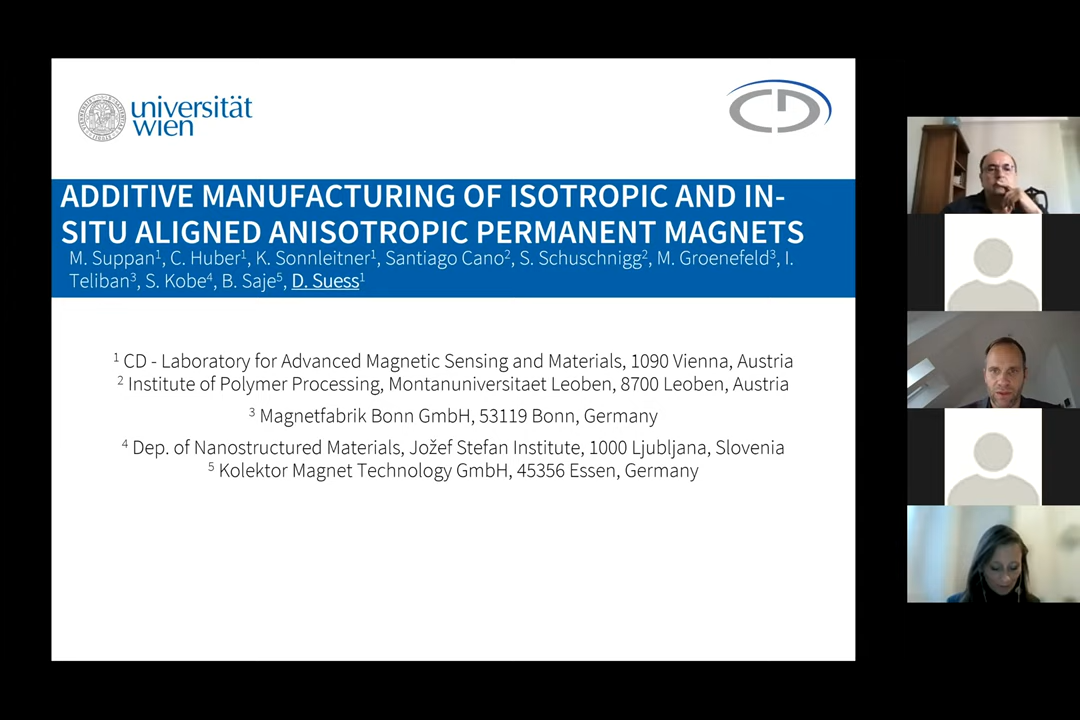 universität
wien
CD
ADDITIVE MANUFACTURING OF ISOTROPIC AND IN-
SITU ALIGNED ANISOTROPIC PERMANENT MAGNETS
M. Suppan¹, C. Huber¹, K. Sonnleitner¹, Santiago Cano², S. Schuschnigg², M. Groenefeld³, I.
Teliban³, S. Kobe⁴, B. Saje⁵, D. Suess¹
¹ CD - Laboratory for Advanced Magnetic Sensing and Materials, 1090 Vienna, Austria
² Institute of Polymer Processing, Montanuniversitaet Leoben, 8700 Leoben, Austria
³ Magnetfabrik Bonn GmbH, 53119 Bonn, Germany
⁴ Dep. of Nanostructured Materials, Jožef Stefan Institute, 1000 Ljubljana, Slovenia
⁵ Kolektor Magnet Technology GmbH, 45356 Essen, Germany